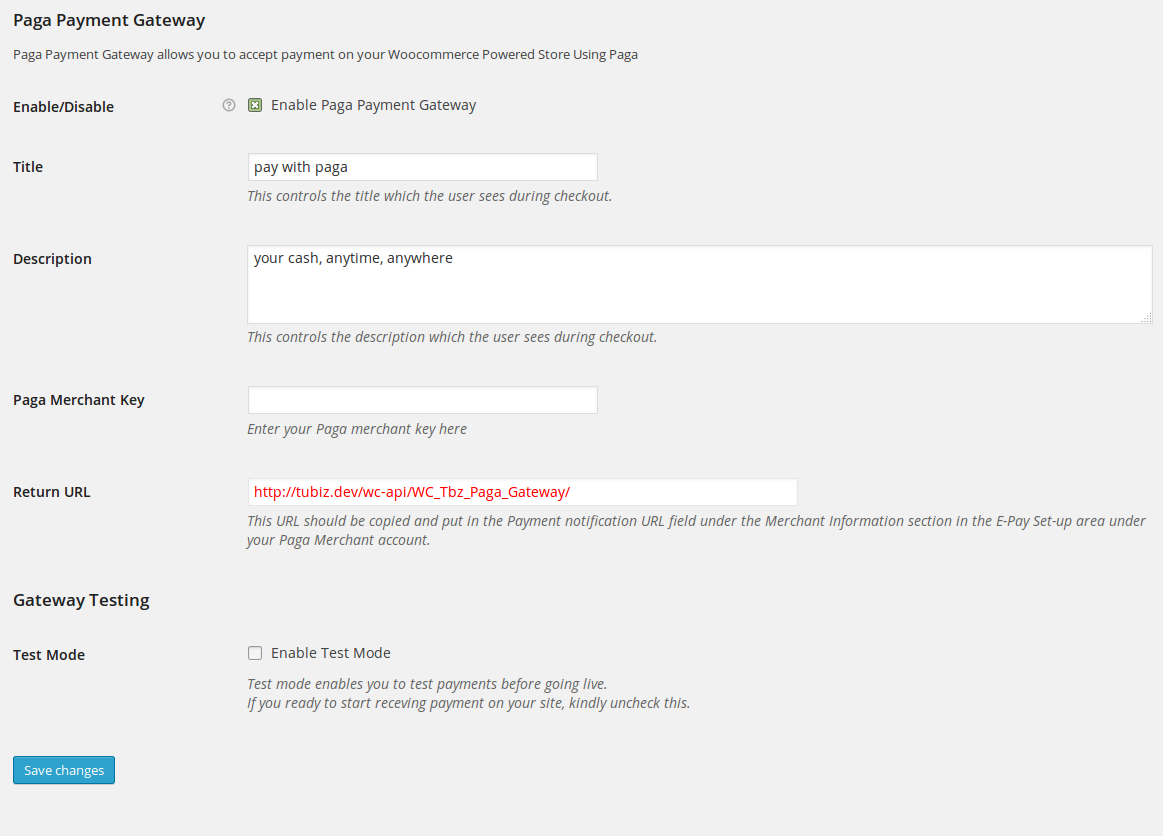 Paga Payment Gateway
Paga Payment Gateway allows you to accept payment on your Woocommerce Powered Store Using Paga
Enable/Disable ? Enable Paga Payment Gateway
Title pay with paga
This controls the title which the user sees during checkout.
Description your cash, anytime, anywhere
This controls the description which the user sees during checkout.
Paga Merchant Key
Enter your Paga merchant key here
Return URL http://tubiz.dev/wc-api/WC_Tbz_Paga_Gateway/
This URL should be copied and put in the Payment notification URL field under the Merchant Information section in the E-Pay Set-up area under
your Paga Merchant account.
Gateway Testing
Test Mode Enable Test Mode
Test mode enables you to test payments before going live.
If you ready to start receving payment on your site, kindly uncheck this.
Save changes